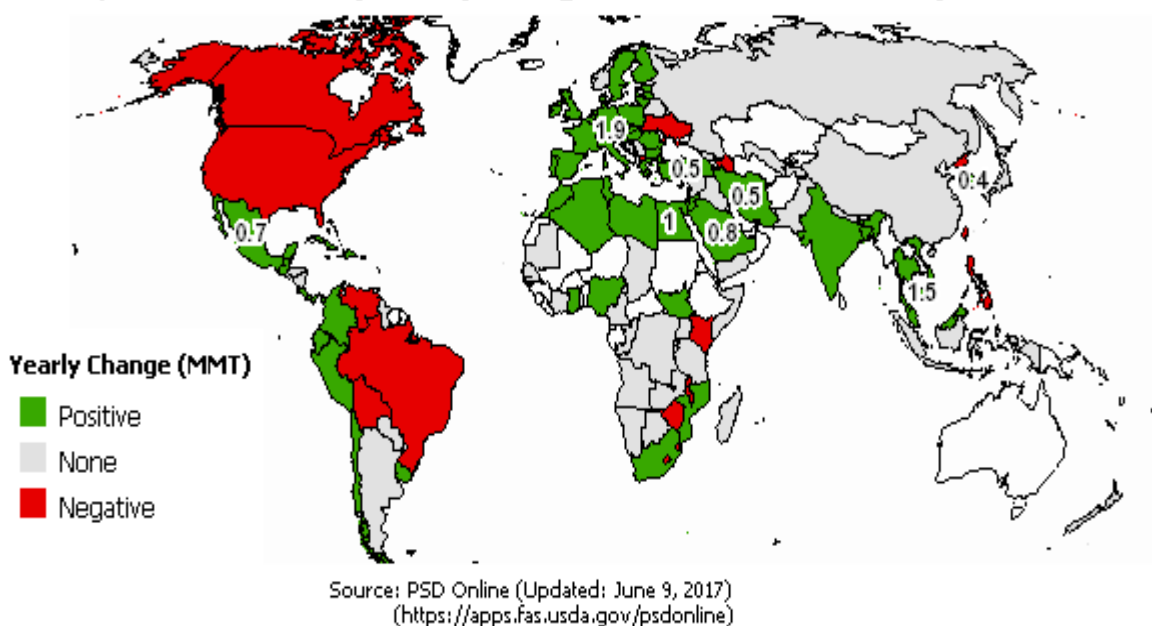 1.9
0.5
0.4
0.7
0.5
1
0.8
1.5
Yearly Change (MMT)
Positive
None
Negative
Source: PSD Online (Updated: June 9, 2017)
(https://apps.fas.usda.gov/psdonline)